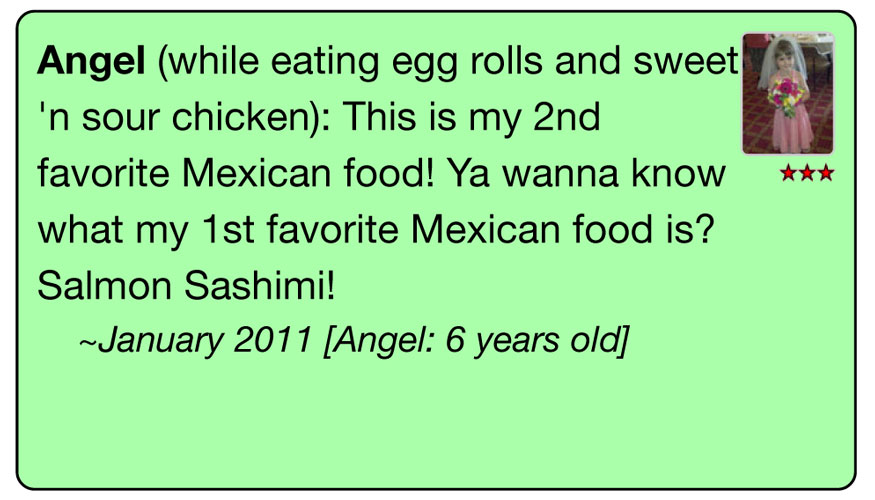 Angel (while eating egg rolls and sweet
'n sour chicken): This is my 2nd
favorite Mexican food! Ya wanna know
what my 1st favorite Mexican food is?
Salmon Sashimi!
~January 2011 [Angel: 6 years old]